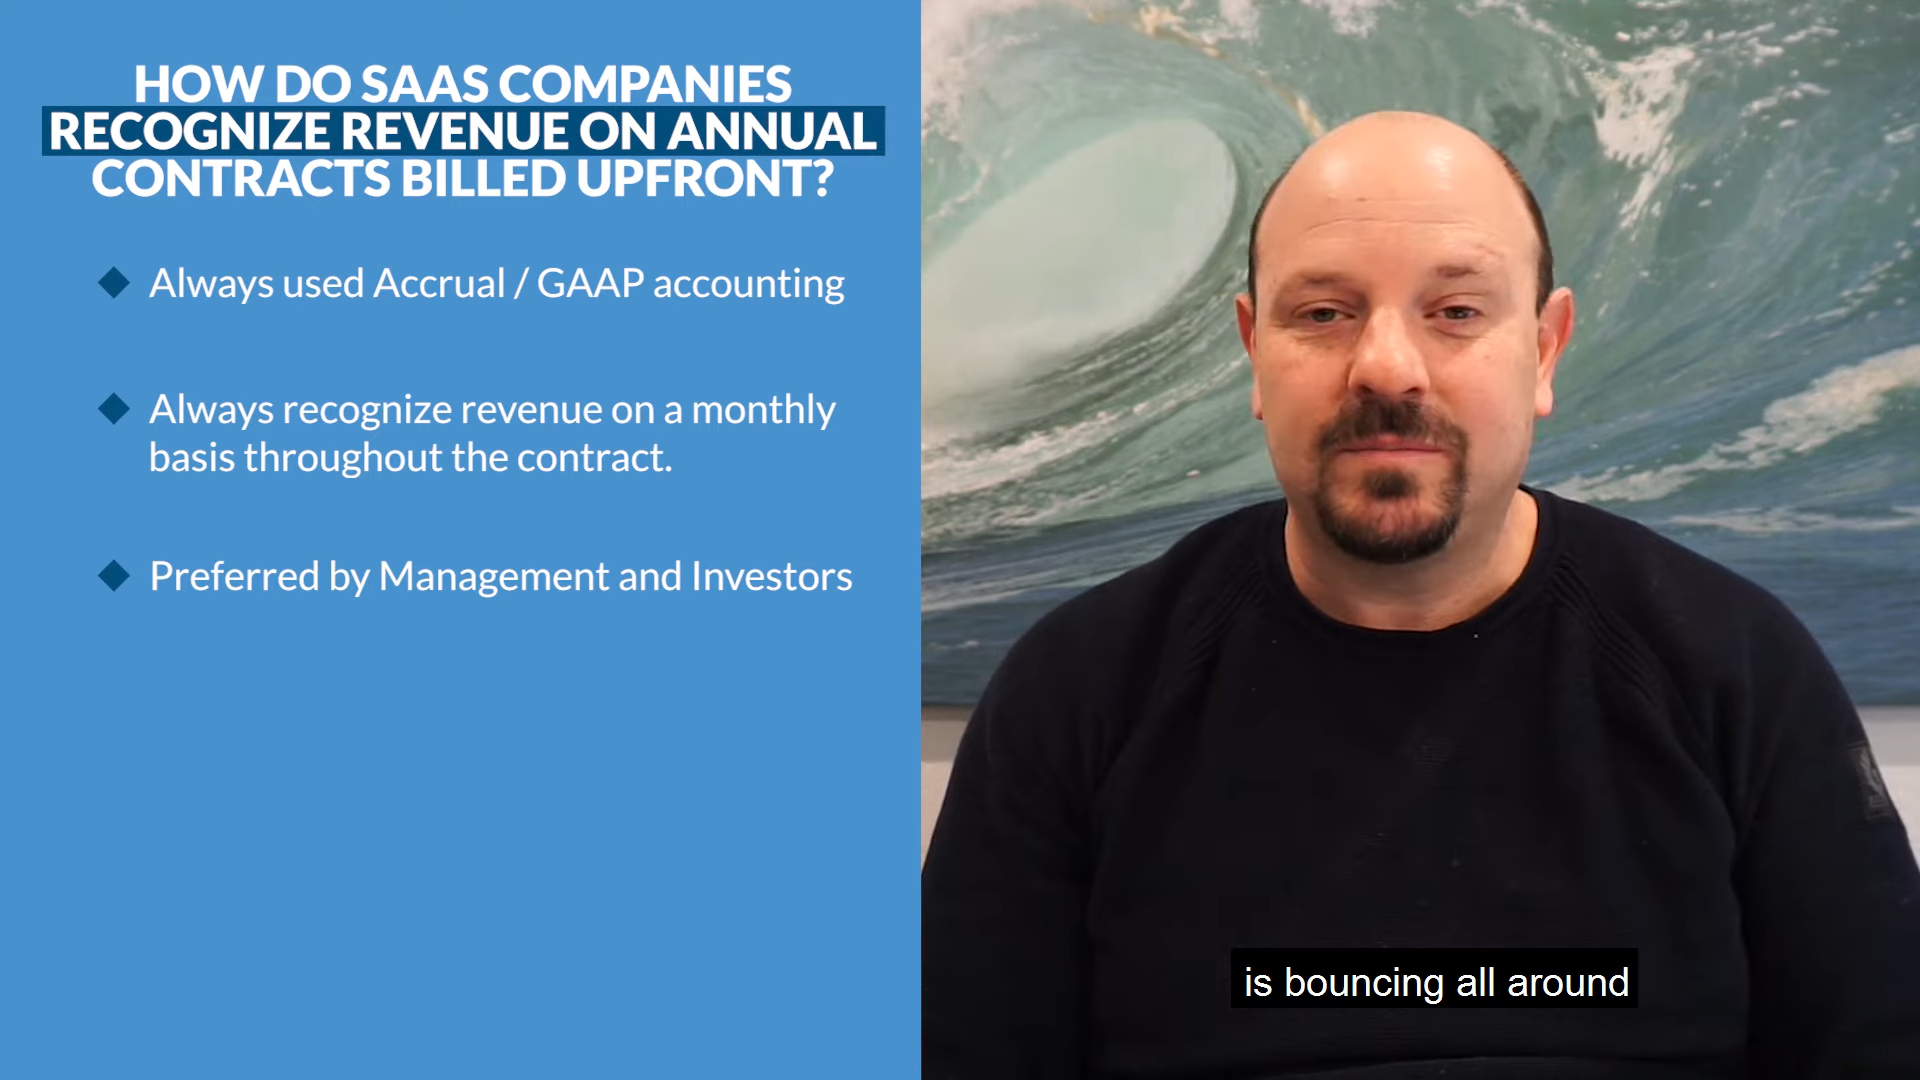 HOW DO SAAS COMPANIES
RECOGNIZE REVENUE ON ANNUAL
CONTRACTS BILLED UPFRONT?
Always used Accrual / GAAP accounting
Always recognize revenue on a monthly
basis throughout the contract.
Preferred by Management and Investors
is bouncing all around